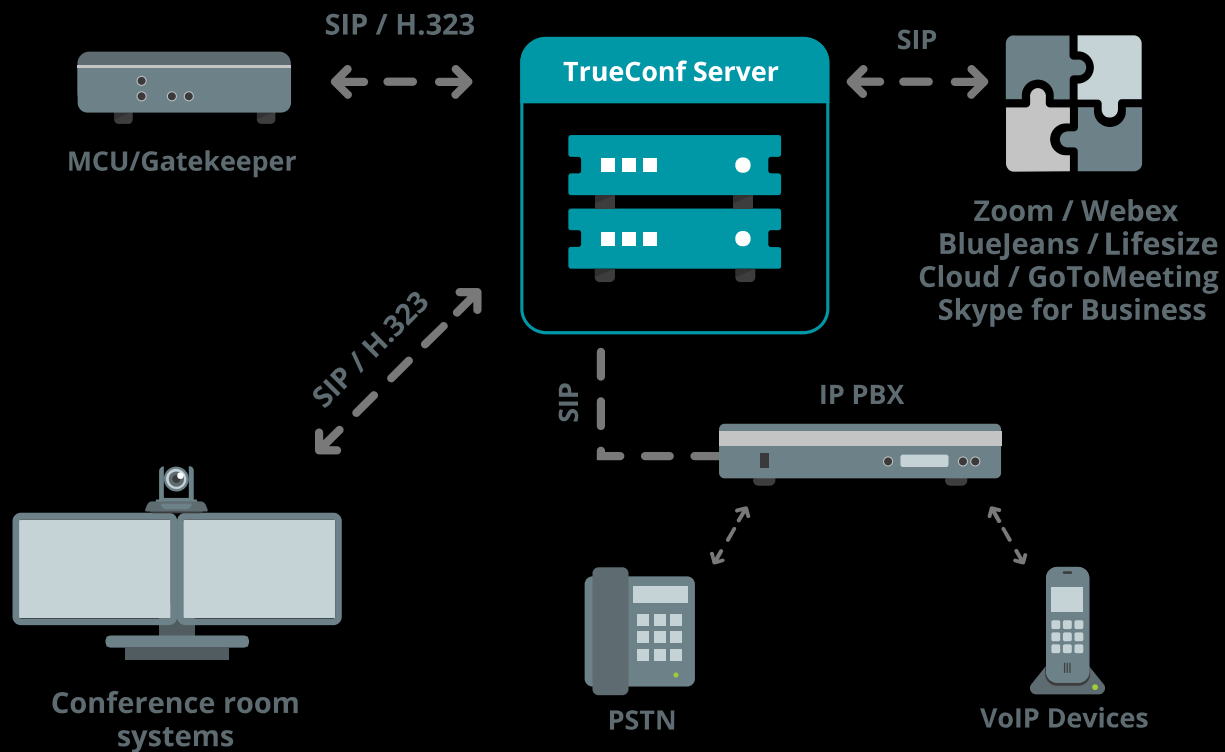 SIP / H.323
SIP
TrueConf Server
MCU/Gatekeeper
Zoom / Webex
BlueJeans / Lifesize
Cloud / GoToMeeting
Skype for Business
SIP / H.323
SIP
IP PBX
Conference room
systems
PSTN
VoIP Devices